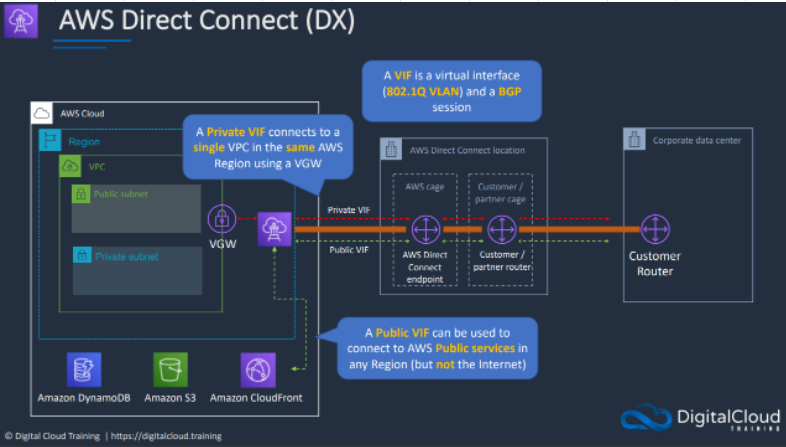 AWS Direct Connect (DX)
A VIF is a virtual interface
(802.1Q VLAN) and a BGP
session
AWS Cloud
A Private VIF connects to a
single VPC in the same AWS
Region using a VGW
Region
VPC
Public subnet
Private subnet
VGW
Private VIF
Public VIF
AWS Direct Connect location
AWS cage
Customer /
partner cage
AWS Direct
Connect
endpoint
Customer /
partner router
Corporate data center
Customer
Router
A Public VIF can be used to
connect to AWS Public services in
any Region (but not the Internet)
Amazon DynamoDB
Amazon S3
Amazon CloudFront
© Digital Cloud Training | https://digitalcloud.training
DigitalCloud
TRAINING